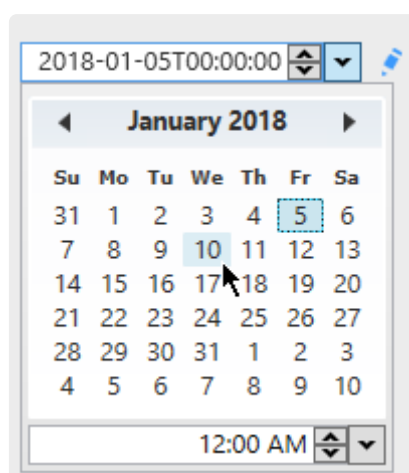 2018-01-05T00:00:00
January 2018
Su Mo Tu We Th Fr Sa
31 1 2 3 4 5 6
7 8 9 10 11 12 13
14 15 16 17 18 19 20
21 22 23 24 25 26 27
28 29 30 31 1 2 3
4 5 6 7 8 9 10
12:00 AM